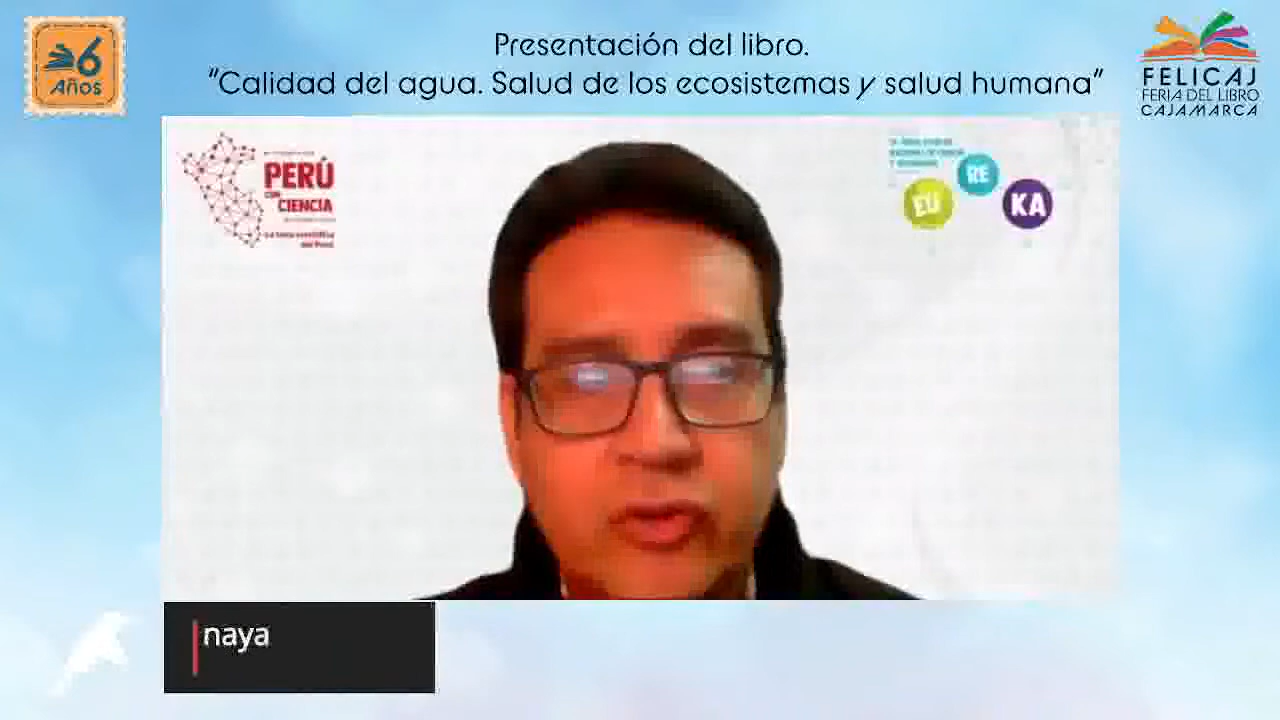 6
Años
Presentación del libro.
"Calidad del agua. Salud de los ecosistemas y salud humana"
FELICAJ
FERIA DEL LIBRO
CAJAMARCA
PERÚ
CON
CIENCIA
EU
RE
KA
naya